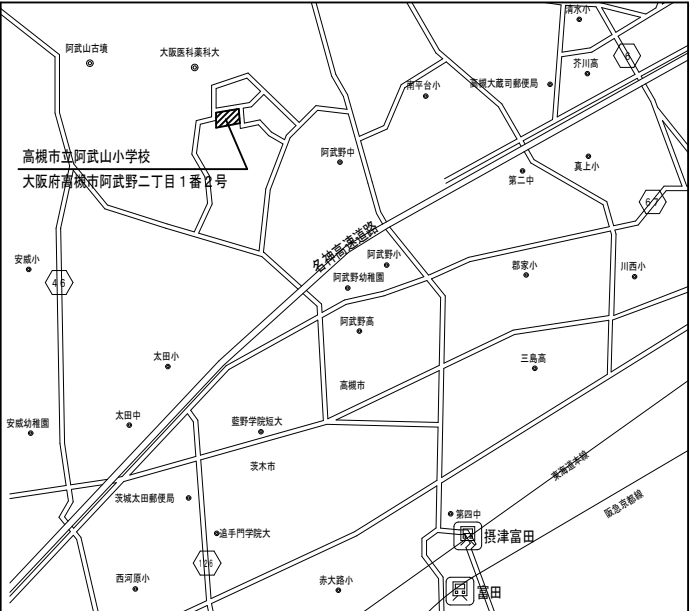 清水小
阿武山古墳
大阪医科薬科大
6
芥川高
南平台小
高槻大蔵司郵便局
阿武野中
高槻市立阿武山小学校
大阪府高槻市阿武野二丁目1番2号
真上小
第二中
67
名神高速道路
安威小
阿武野小
郡家小
川西小
46
阿武野幼稚園
阿武野高
太田小
三島高
高槻市
安威幼稚園
太田中
藍野学院短大
茨木市
東海道本線
茨城太田郵便局
阪急京都線
第四中
追手門学院大
摂津富田
126
西河原小
赤大路小
富田